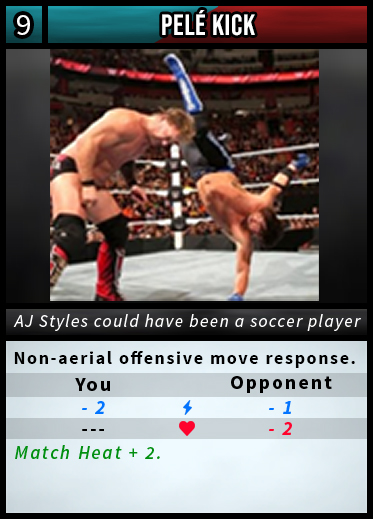 9
PELÉ KICK
AJ Styles could have been a soccer player
Non-aerial offensive move response.
You Opponent
- 2 - 1
--- - 2
Match Heat + 2.